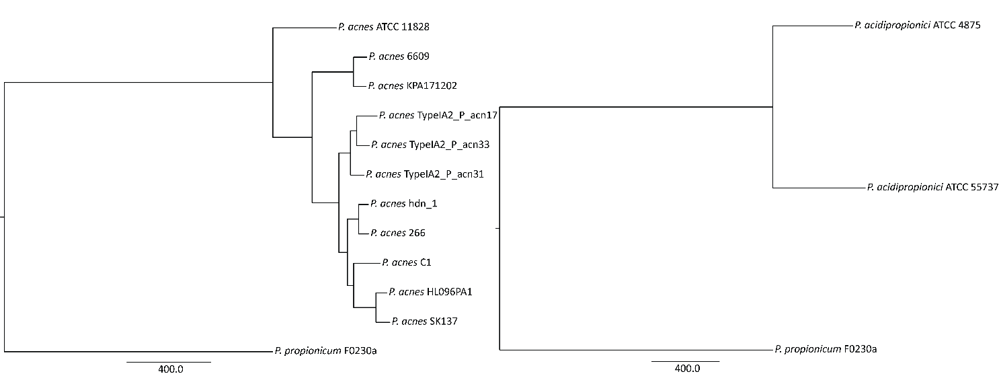 P. acnes ATCC 11828
P. acnes 6609
P. acnes KPA171202
P. acnes TypeIA2_P_acn17
P. acnes TypeIA2_P_acn33
P. acnes TypeIA2_P_acn31
P. acnes hdn_1
P. acnes 266
P. acnes C1
P. acnes HL096PA1
P. acnes SK137
P. propionicum F0230a
400.0
P. acidipropionici ATCC 4875
P. acidipropionici ATCC 55737
P. propionicum F0230a
400.0